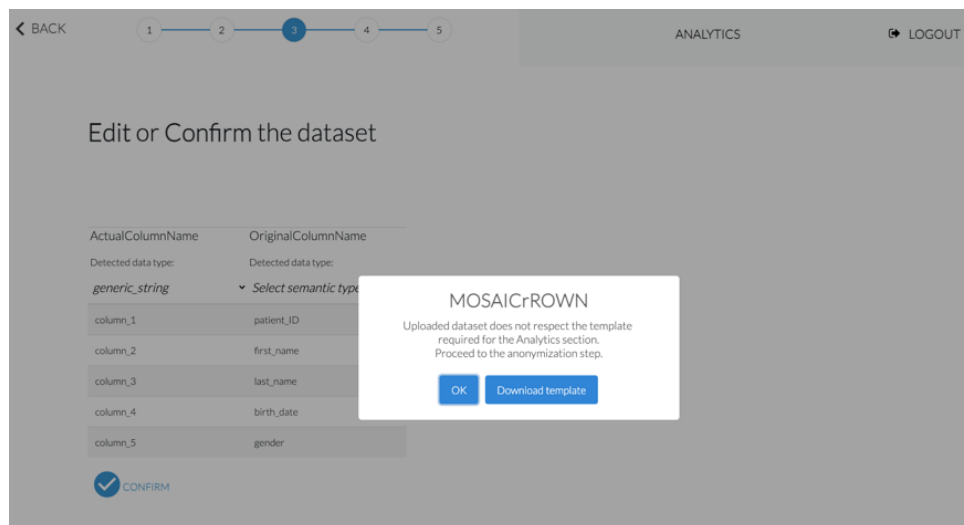 BACK
1
2
3
4
5
ANALYTICS
LOGOUT
Edit or Confirm the dataset
ActualColumnName OriginalColumnName
Detected data type: Detected data type:
generic_string Select semantic type
column_1 patient_ID
column_2 first_name
column_3 last_name
column_4 birth_date
column_5 gender
CONFIRM
MOSAICrROWN
Uploaded dataset does not respect the template
required for the Analytics section.
Proceed to the anonymization step.
OK Download template